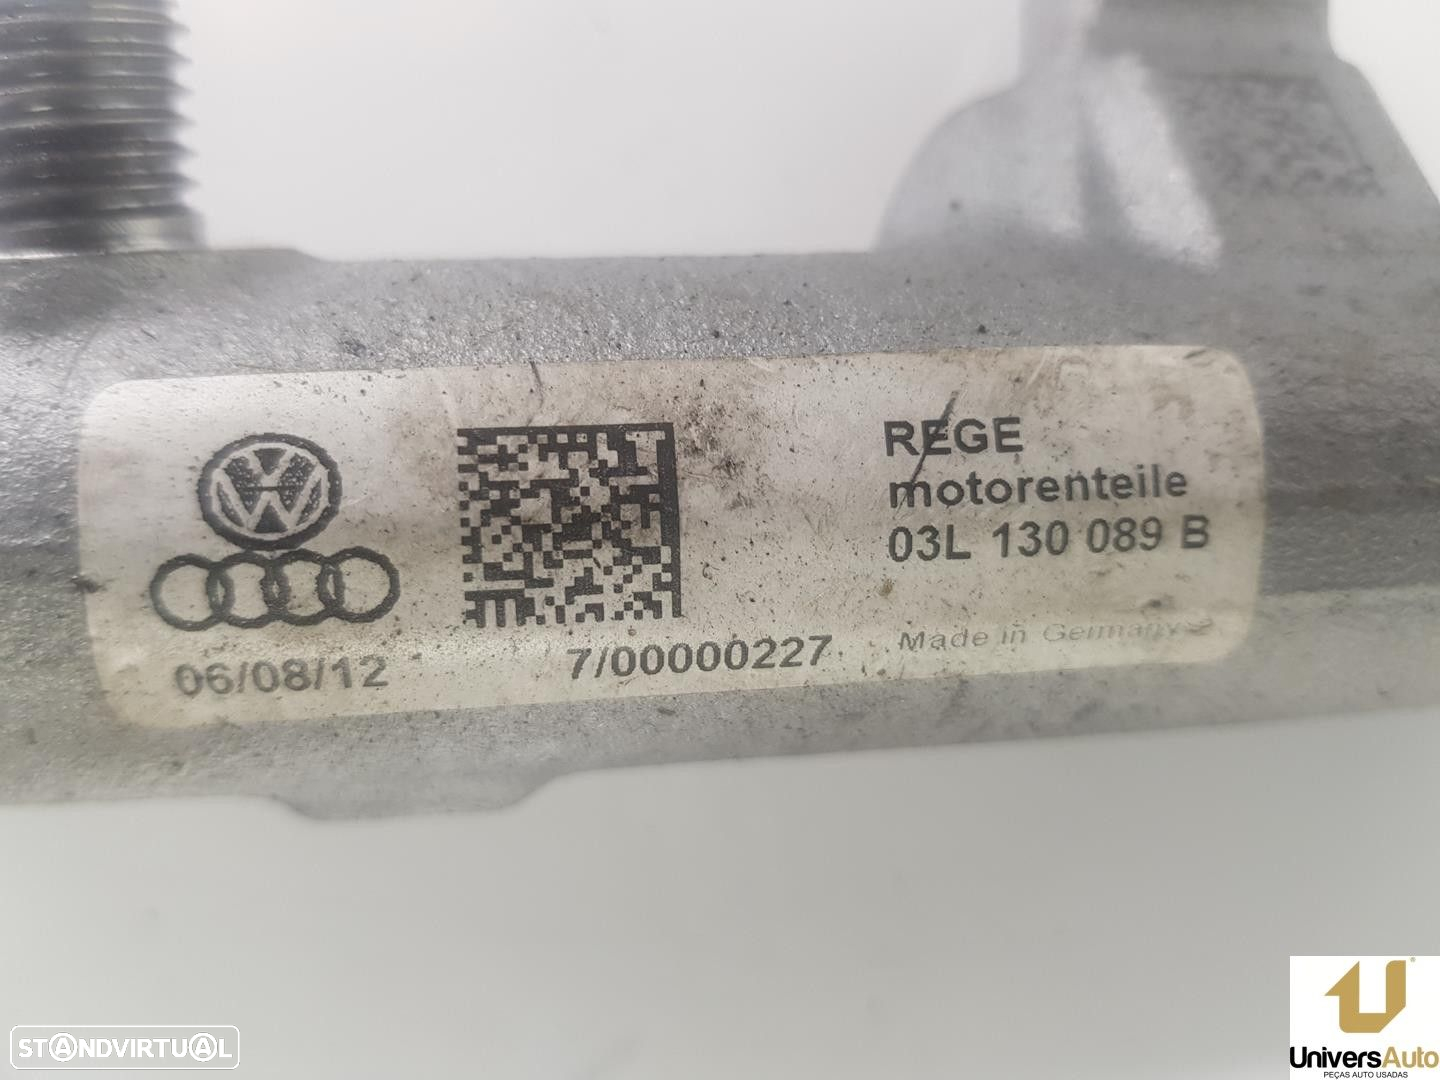 REGE
motorenteile
03L 130 089 B
Made in Germany
06/08/12
7/00000227
STANDVIRTUAL
UniversAuto
PEÇAS AUTO USADAS